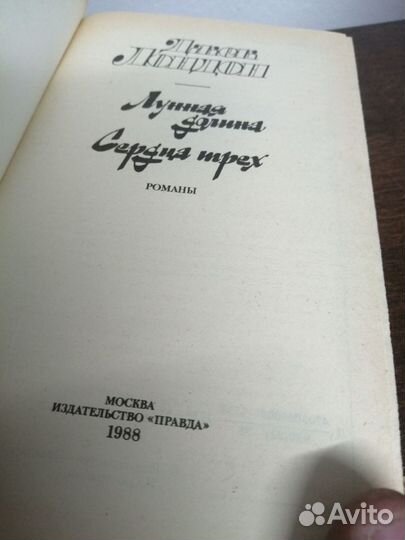 Джек
Лондон
Лунная
долина
Сердца трех
РОМАНЫ
МОСКВА
ИЗДАТЕЛЬСТВО «ПРАВДА»
1988
Avito